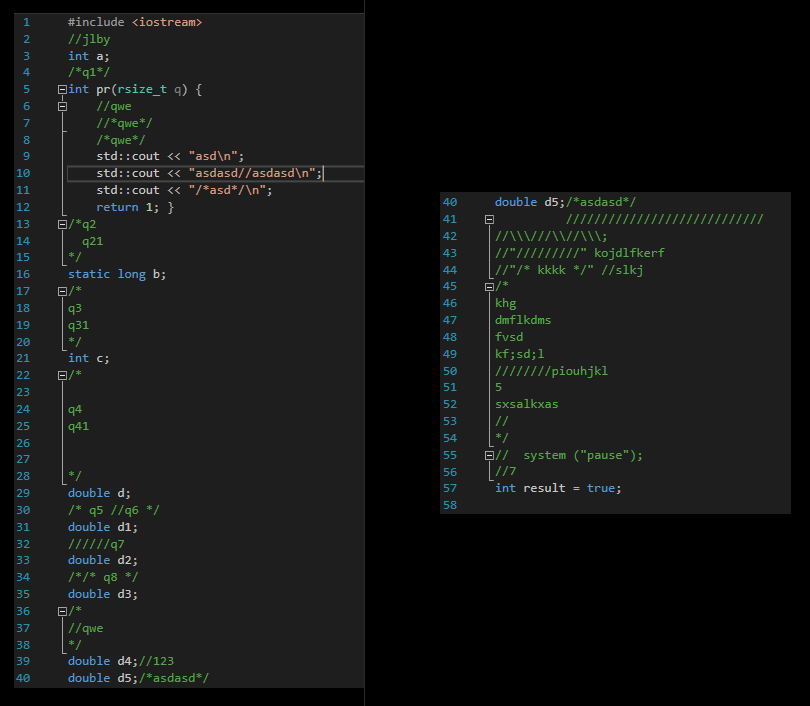 1 #include <iostream>
2 //jlby
3 int a;
4 /*q1*/
5 int pr(rsize_t q) {
6 //qwe
7 //*qwe*/
8 /*qwe*/
9 std::cout << "asd\n";
10 std::cout << "asdasd//asdasd\n";
11 std::cout << "/*asd*/\n";
12 return 1; }
13 /*q2
14 q21
15 */
16 static long b;
17 /*
18 q3
19 q31
20 */
21 int c;
22 /*
23
24 q4
25 q41
26
27
28 */
29 double d;
30 /* q5 //q6 */
31 double d1;
32 //////q7
33 double d2;
34 /*/* q8 */
35 double d3;
36 /*
37 //qwe
38 */
39 double d4;//123
40 double d5;/*asdasd*/
40 double d5;/*asdasd*/
41 ////////////////////////////
42 //\\\///\\//\\\;
43 //"/////////" kojdlfkerf
44 //"/* kkkk */" //slkj
45 /*
46 khg
47 dmflkdms
48 fvsd
49 kf;sd;l
50 ////////piouhjkl
51 5
52 sxsalkxas
53 //
54 */
55 //  system ("pause");
56 //7
57 int result = true;
58